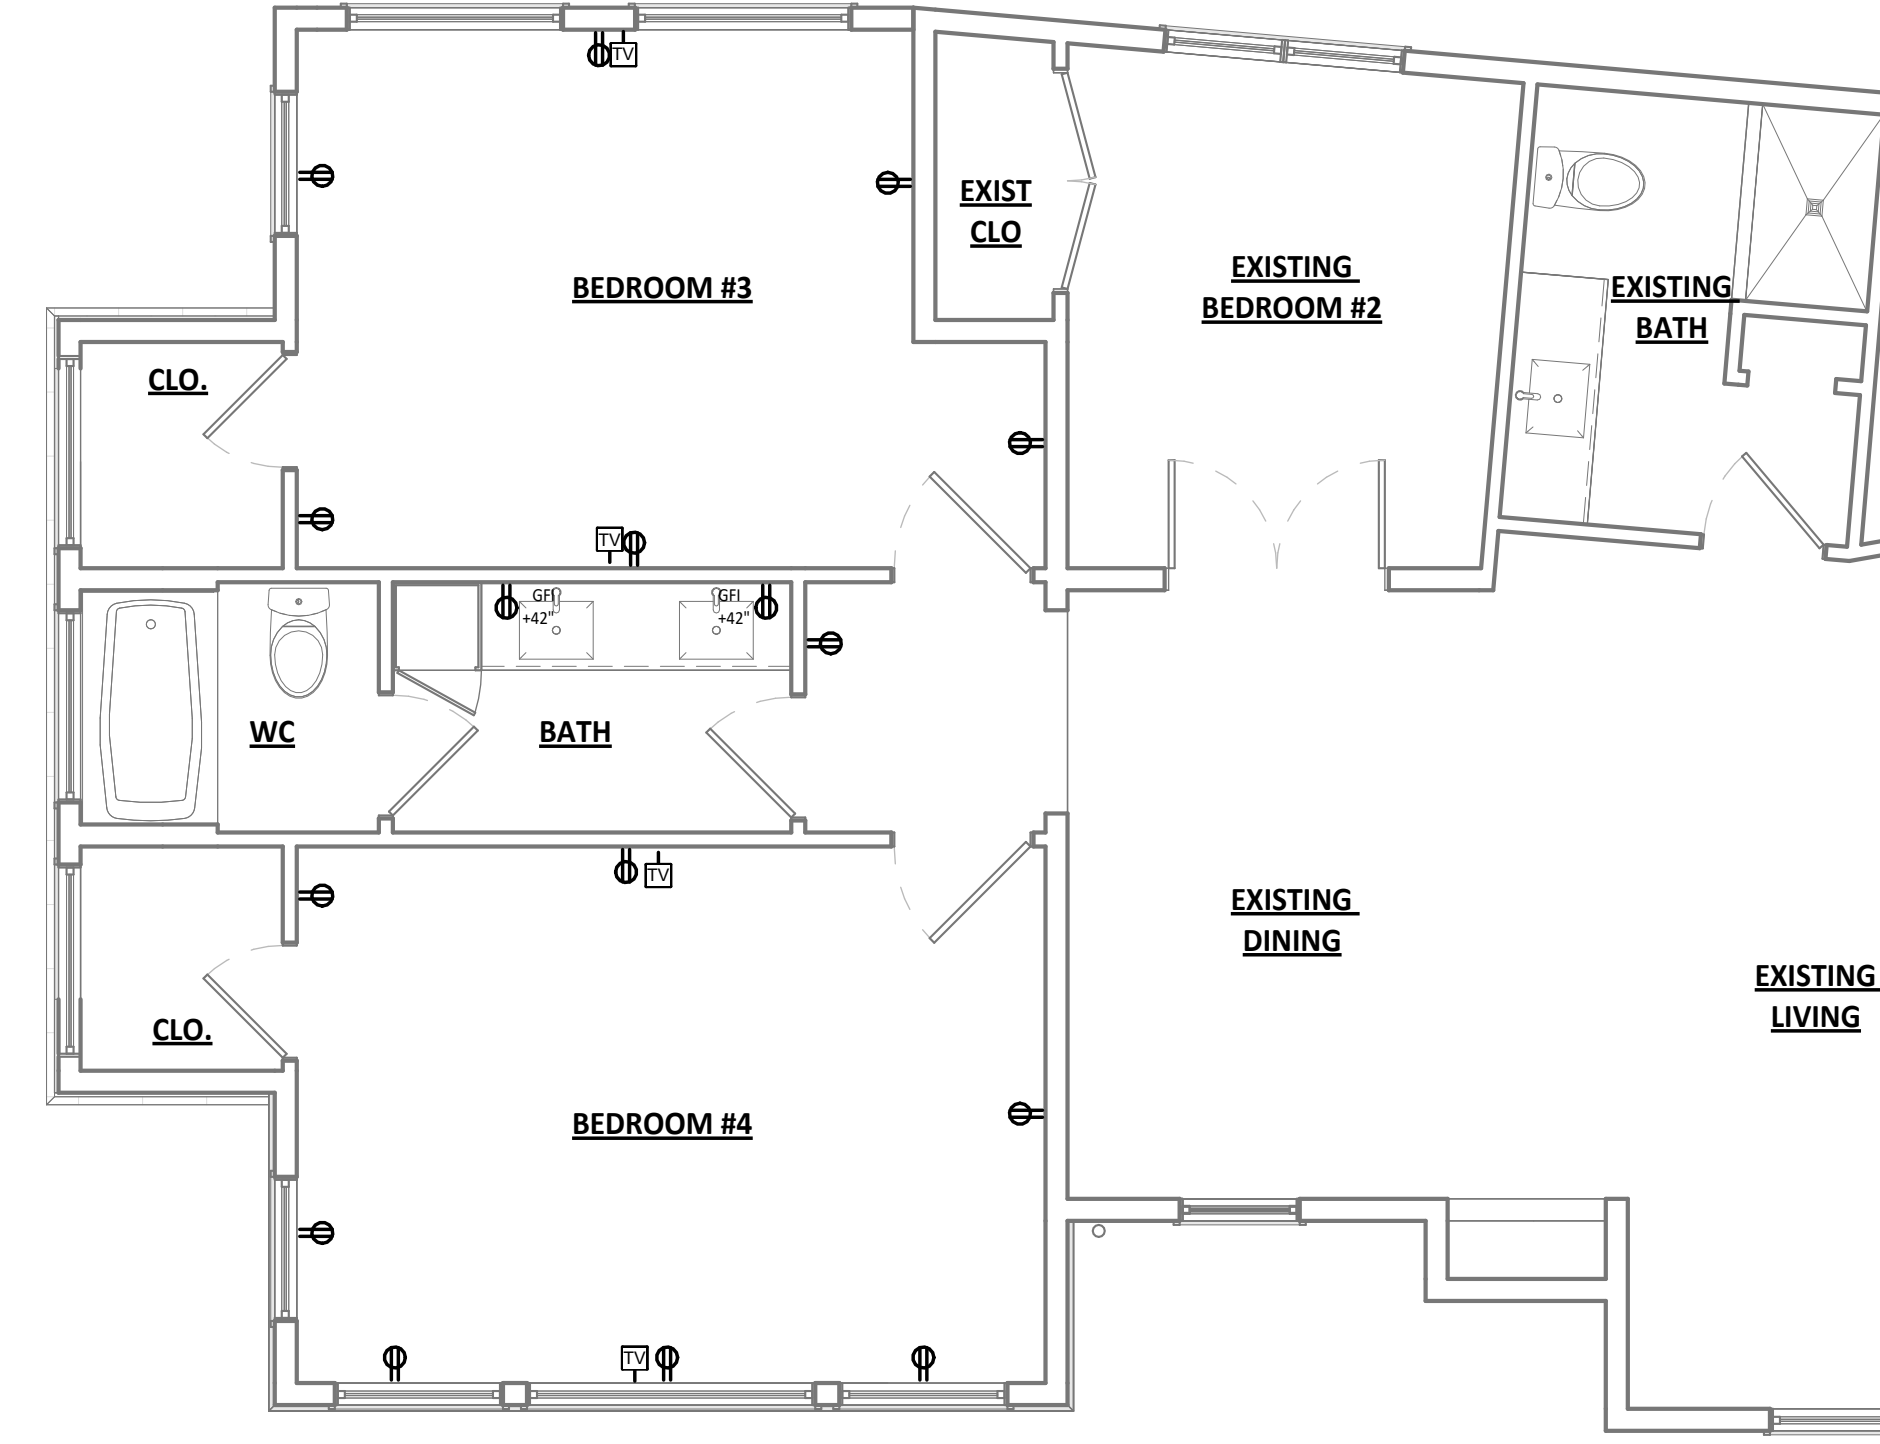 TV
EXIST
CLO
BEDROOM #3
EXISTING
BEDROOM #2
EXISTING
BATH
CLO.
TV
GFI
+42"
GFI
+42"
WC
BATH
TV
EXISTING
DINING
EXISTING
LIVING
CLO.
BEDROOM #4
TV